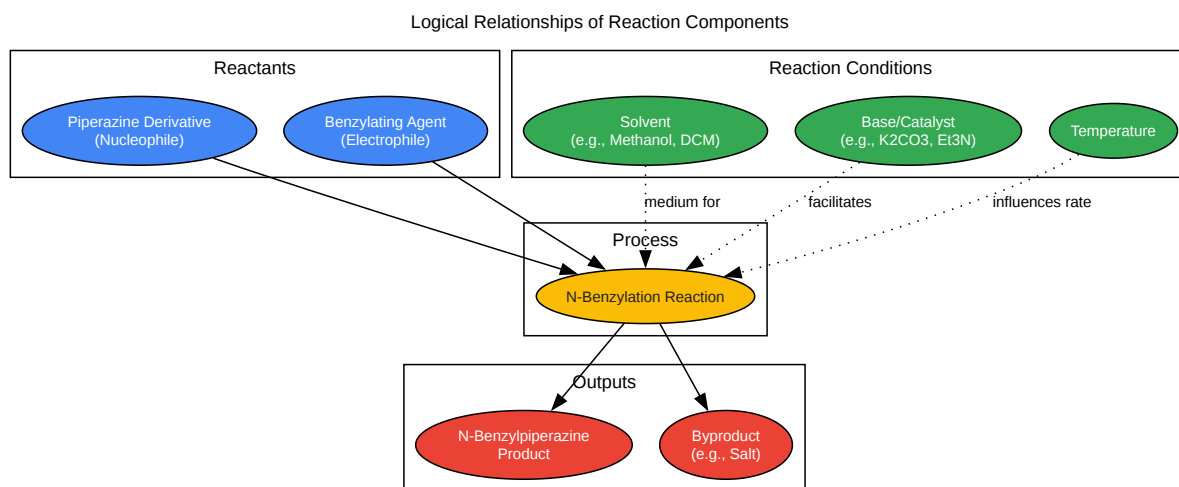 Logical Relationships of Reaction Components
Reactants
Reaction Conditions
Piperazine Derivative
(Nucleophile)
Benzylating Agent
(Electrophile)
Solvent
(e.g., Methanol, DCM)
Base/Catalyst
(e.g., K2CO3, Et3N)
Temperature
medium for
facilitates
influences rate
Process
N-Benzylation Reaction
Outputs
N-Benzylpiperazine
Product
Byproduct
(e.g., Salt)